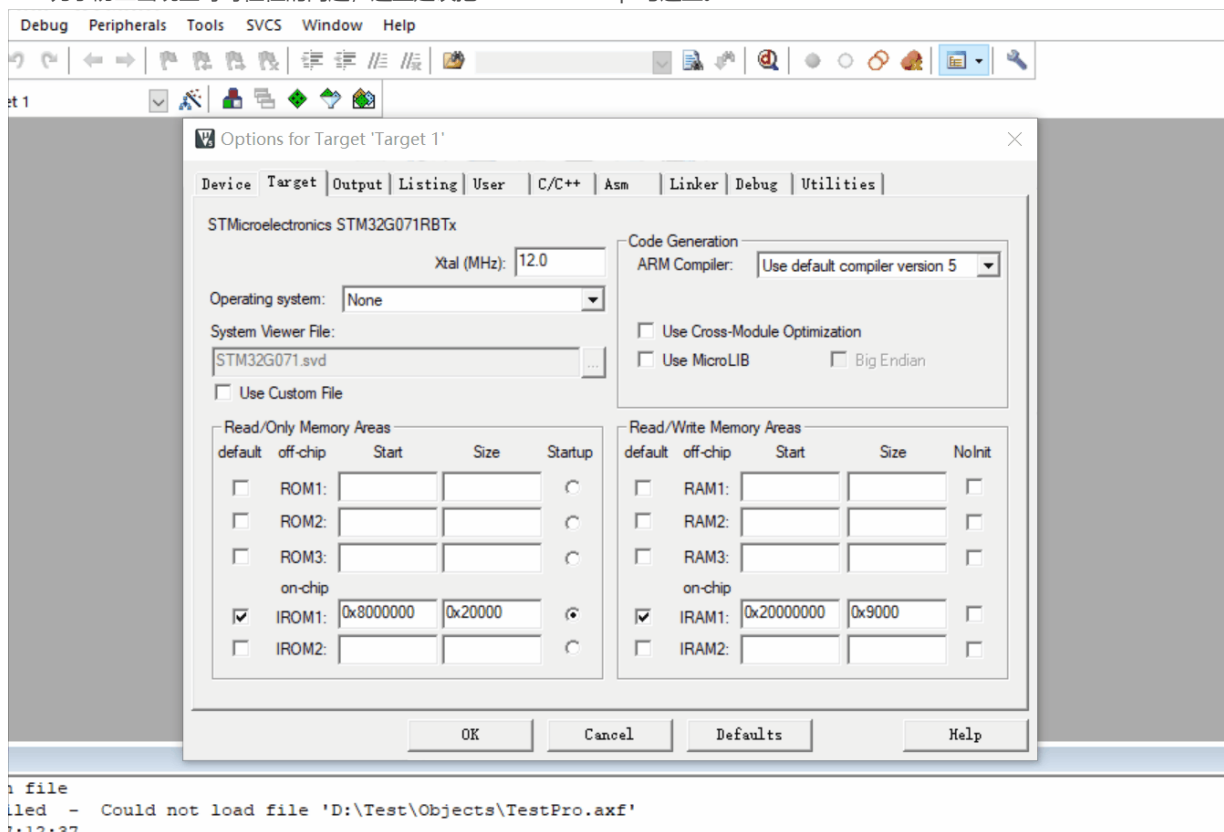 Debug Peripherals Tools SVCS Window Help
et 1
Options for Target 'Target 1'
Device Target Output Listing User C/C++ Asm Linker Debug Utilities
STMicroelectronics STM32G071RBTx
Xtal (MHz): 12.0
Operating system: None
System Viewer File:
STM32G071.svd
...
Use Custom File
Code Generation
ARM Compiler: Use default compiler version 5
Use Cross-Module Optimization
Use MicroLIB Big Endian
Read/Only Memory Areas
default off-chip Start Size Startup
ROM1:
ROM2:
ROM3:
on-chip
IROM1: 0x8000000 0x20000
IROM2:
Read/Write Memory Areas
default off-chip Start Size NoInit
RAM1:
RAM2:
RAM3:
on-chip
IRAM1: 0x20000000 0x9000
IRAM2:
OK Cancel Defaults Help
file
iled - Could not load file 'D:\Test\Objects\TestPro.axf'
:12:37